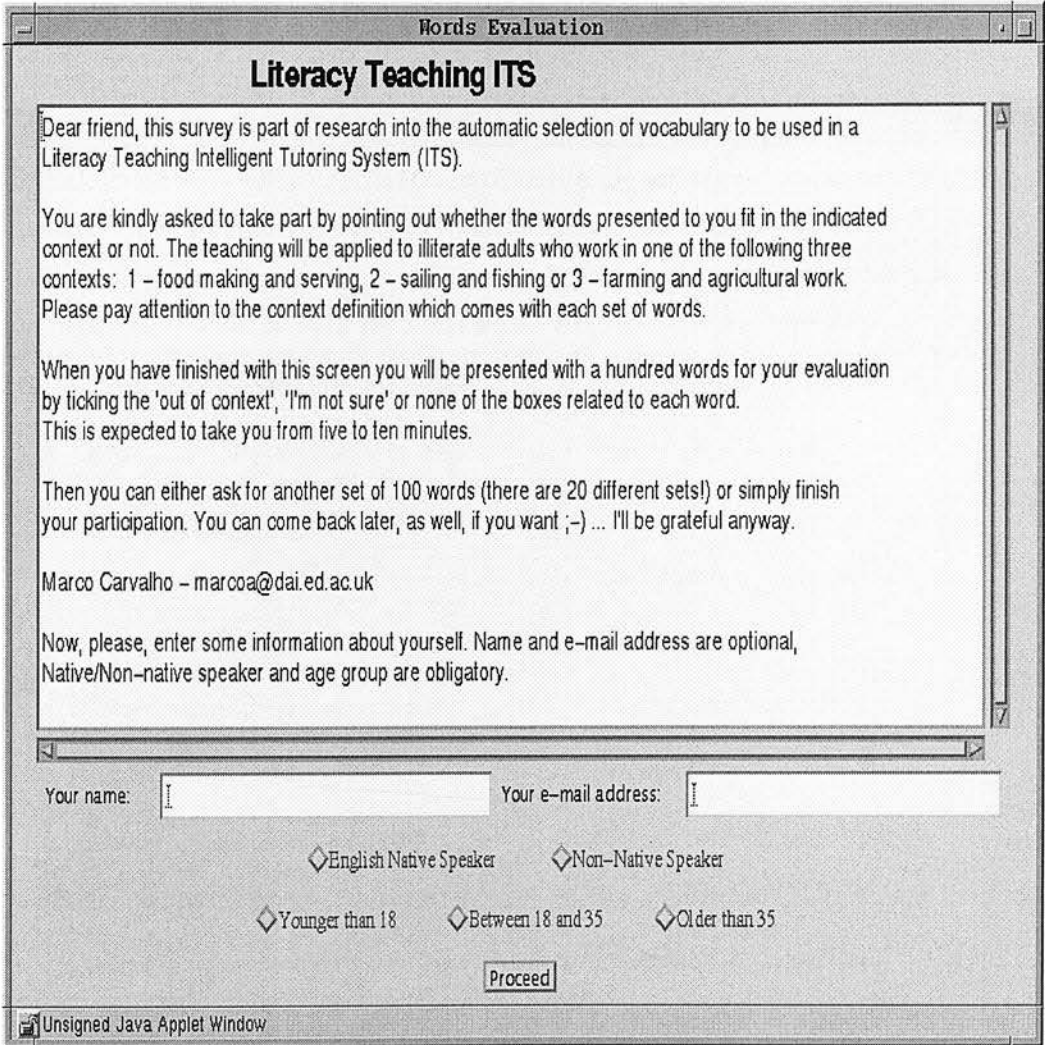 Words Evaluation
Literacy Teaching ITS
Dear friend, this survey is part of research into the automatic selection of vocabulary to be used in a
Literacy Teaching Intelligent Tutoring System (ITS).
You are kindly asked to take part by pointing out whether the words presented to you fit in the indicated
context or not. The teaching will be applied to illiterate adults who work in one of the following three
contexts: 1 – food making and serving, 2 – sailing and fishing or 3 – farming and agricultural work.
Please pay attention to the context definition which comes with each set of words.
When you have finished with this screen you will be presented with a hundred words for your evaluation
by ticking the 'out of context', 'I'm not sure' or none of the boxes related to each word.
This is expected to take you from five to ten minutes.
Then you can either ask for another set of 100 words (there are 20 different sets!) or simply finish
your participation. You can come back later, as well, if you want ;–) ... I'll be grateful anyway.
Marco Carvalho – marcoa@dai.ed.ac.uk
Now, please, enter some information about yourself. Name and e–mail address are optional,
Native/Non–native speaker and age group are obligatory.
Your name: Your e–mail address:
English Native Speaker Non–Native Speaker
Younger than 18 Between 18 and 35 Older than 35
Proceed
Unsigned Java Applet Window